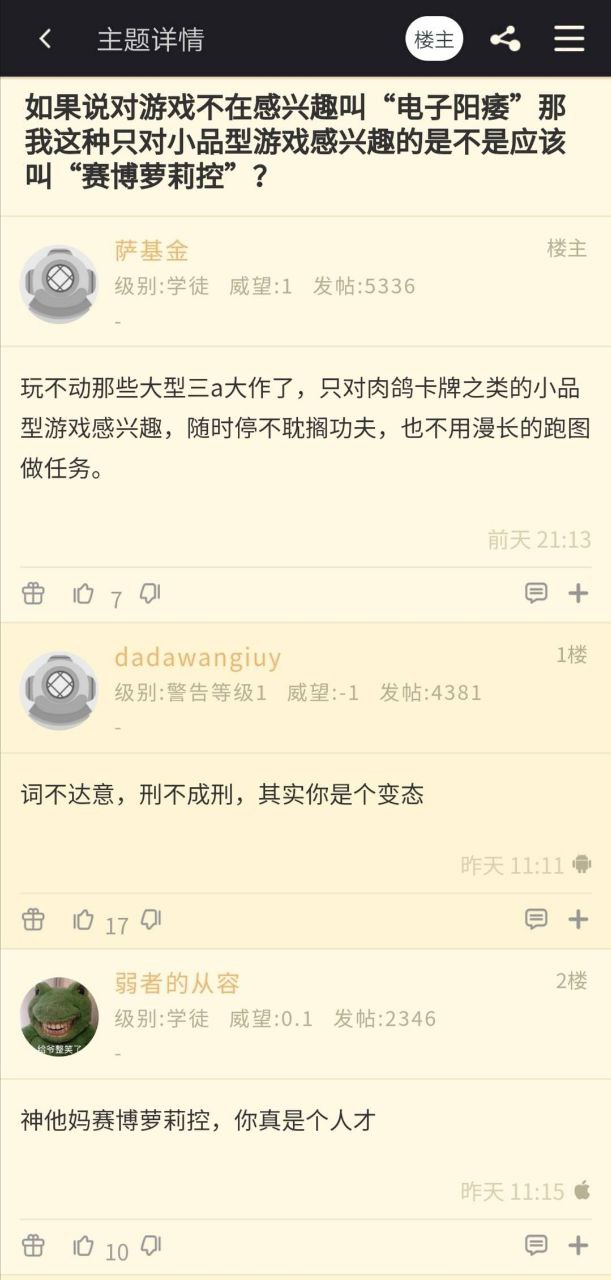 主题详情
楼主
如果说对游戏不在感兴趣叫“电子阳痿”那
我这种只对小品型游戏感兴趣的是不是应该
叫“赛博萝莉控”？
萨基金
楼主
级别:学徒 威望:1 发帖:5336
-
玩不动那些大型三a大作了，只对肉鸽卡牌之类的小品
型游戏感兴趣，随时停不耽搁功夫，也不用漫长的跑图
做任务。
前天 21:13
7
dadawangiuy
1楼
级别:警告等级1 威望:-1 发帖:4381
-
词不达意，刑不成刑，其实你是个变态
昨天 11:11
17
弱者的从容
2楼
级别:学徒 威望:0.1 发帖:2346
给爷整笑了
-
神他妈赛博萝莉控，你真是个人才
昨天 11:15
10